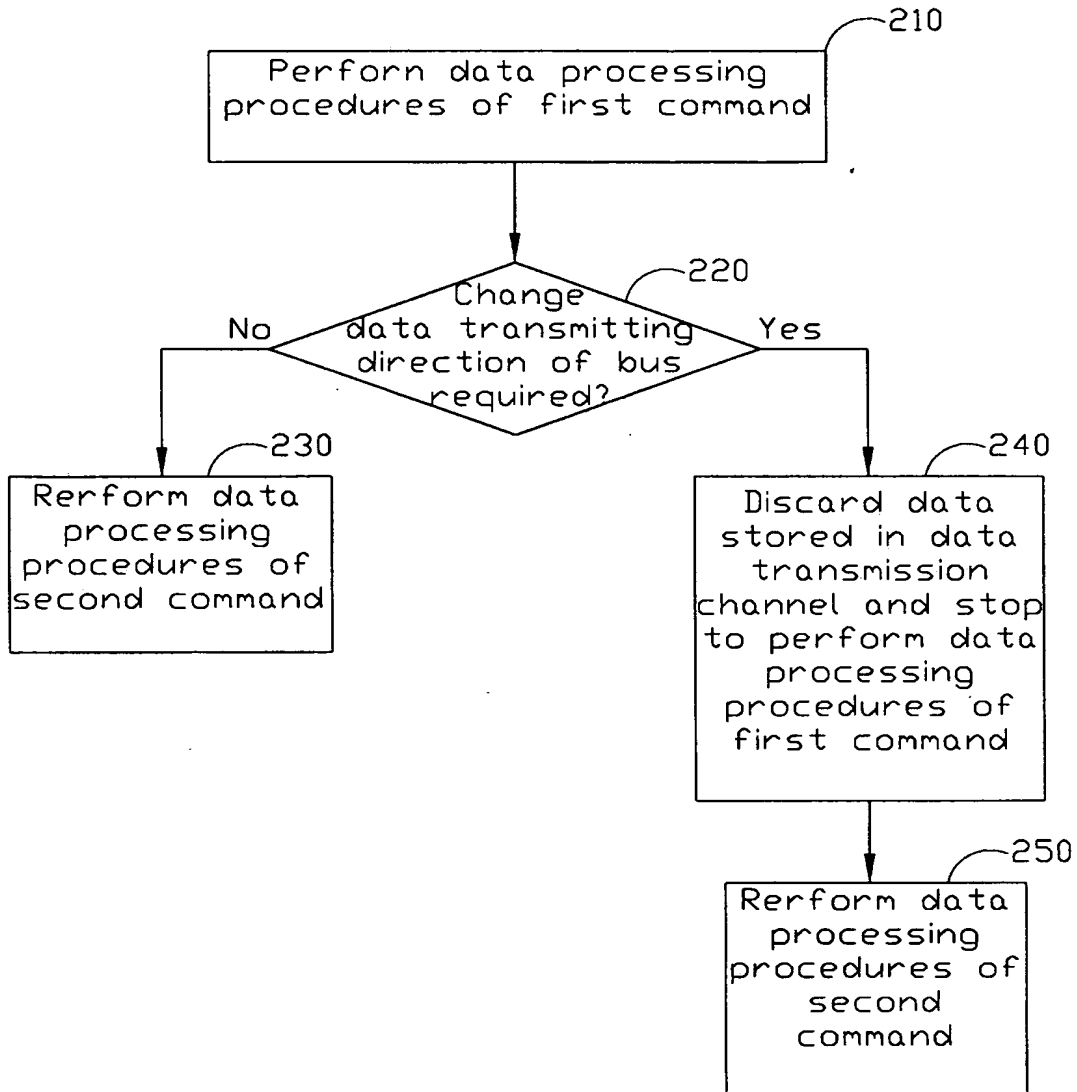 210
Perform data processing
procedures of first command
220
Change
data transmitting
direction of bus
required?
No
Yes
230
Rerform data
processing
procedures of
second command
240
Discard data
stored in data
transmission
channel and stop
to perform data
processing
procedures of
first command
250
Rerform data
processing
procedures of
second
command